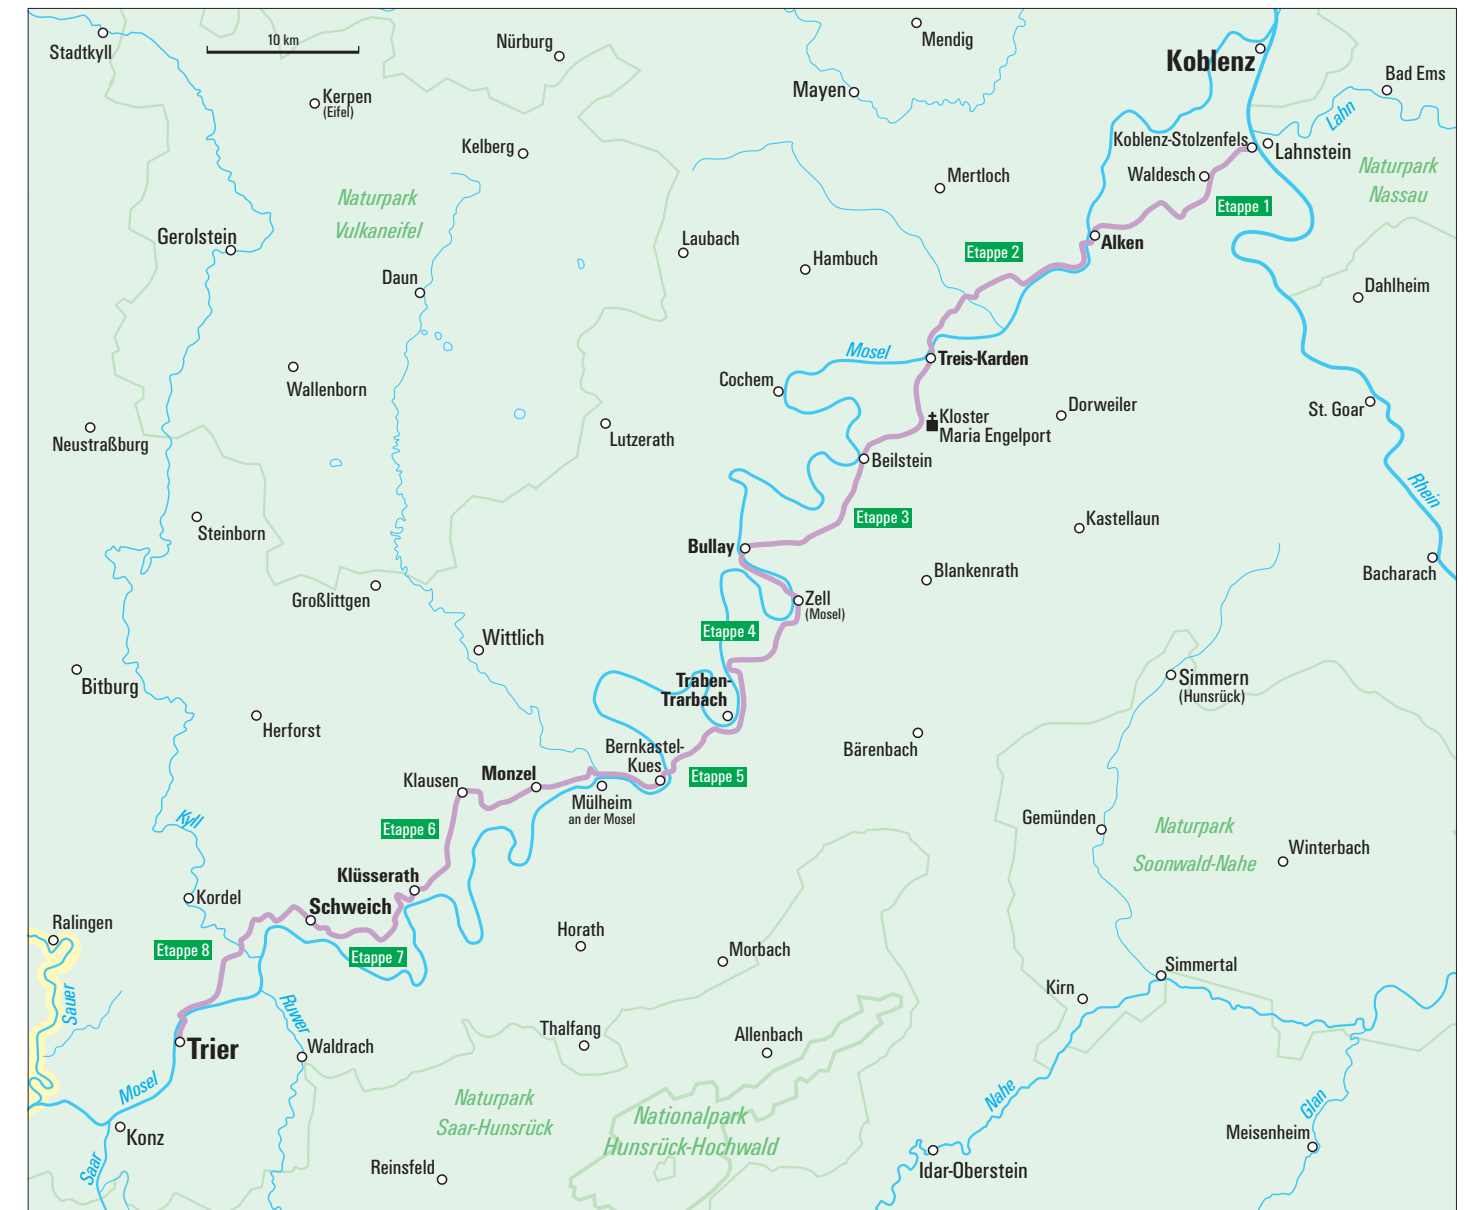 Stadtkyll
10 km
Nürburg
Mendig
Koblenz
Bad Ems
Mayen
Kerpen
(Eifel)
Lahn
Kelberg
Koblenz-Stolzenfels
Lahnstein
Mertloch
Waldesch
Naturpark
Nassau
Naturpark
Vulkaneifel
Etappe 1
Gerolstein
Laubach
Etappe 2
Alken
Hambuch
Daun
Dahlheim
Mosel
Treis-Karden
Wallenborn
Cochem
Dorweiler
St. Goar
Kloster
Maria Engelport
Neustraßburg
Lutzerath
Beilstein
Rhein
Steinborn
Etappe 3
Kastellaun
Bullay
Blankenrath
Bacharach
Großlittgen
Zell
(Mosel)
Wittlich
Etappe 4
Bitburg
Traben-
Trarbach
Simmern
(Hunsrück)
Herforst
Bärenbach
Bernkastel-
Kues
Klausen
Monzel
Etappe 5
Mülheim
an der Mosel
Kyll
Etappe 6
Gemünden
Naturpark
Soonwald-Nahe
Winterbach
Klüsserath
Kordel
Schweich
Ralingen
Etappe 8
Etappe 7
Horath
Morbach
Simmertal
Kirn
Sauer
Ruwer
Thalfang
Allenbach
Trier
Waldrach
Mosel
Naturpark
Saar-Hunsrück
Nationalpark
Hunsrück-Hochwald
Nahe
Glan
Konz
Meisenheim
Saar
Reinsfeld
Idar-Oberstein